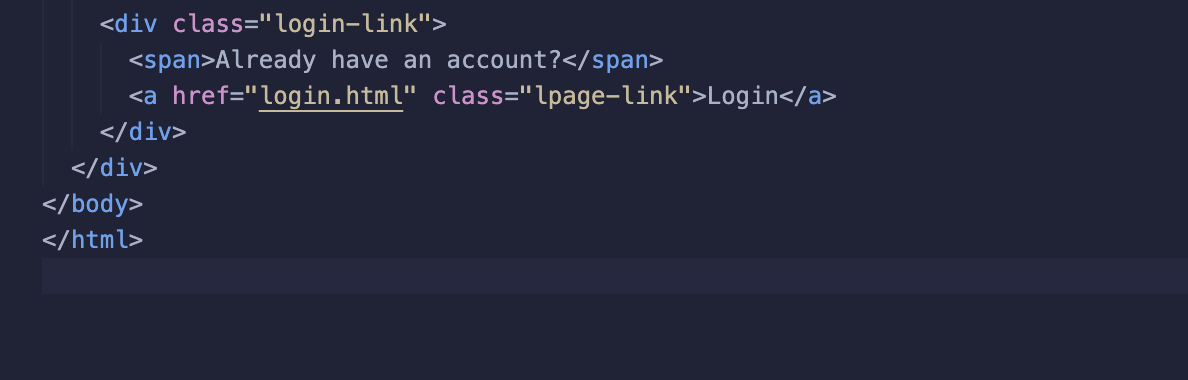 <div class="login-link">
<span>Already have an account?</span>
<a href="login.html" class="lpage-link">Login</a>
</div>
</div>
</body>
</html>